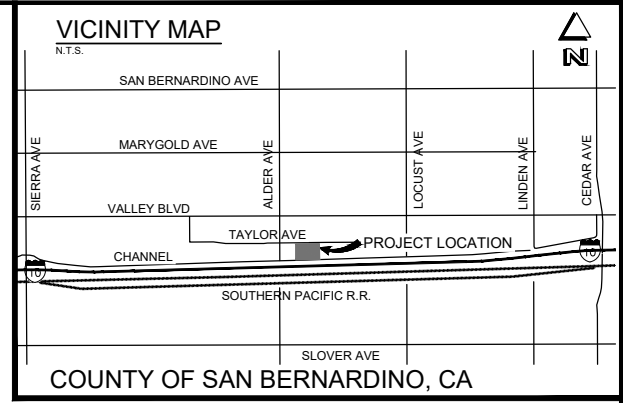 VICINITY MAP
N.T.S.
N
SAN BERNARDINO AVE
MARYGOLD AVE
SIERRA AVE
ALDER AVE
LOCUST AVE
LINDEN AVE
CEDAR AVE
VALLEY BLVD
TAYLOR AVE
PROJECT LOCATION
CHANNEL
10
10
SOUTHERN PACIFIC R.R.
SLOVER AVE
COUNTY OF SAN BERNARDINO, CA